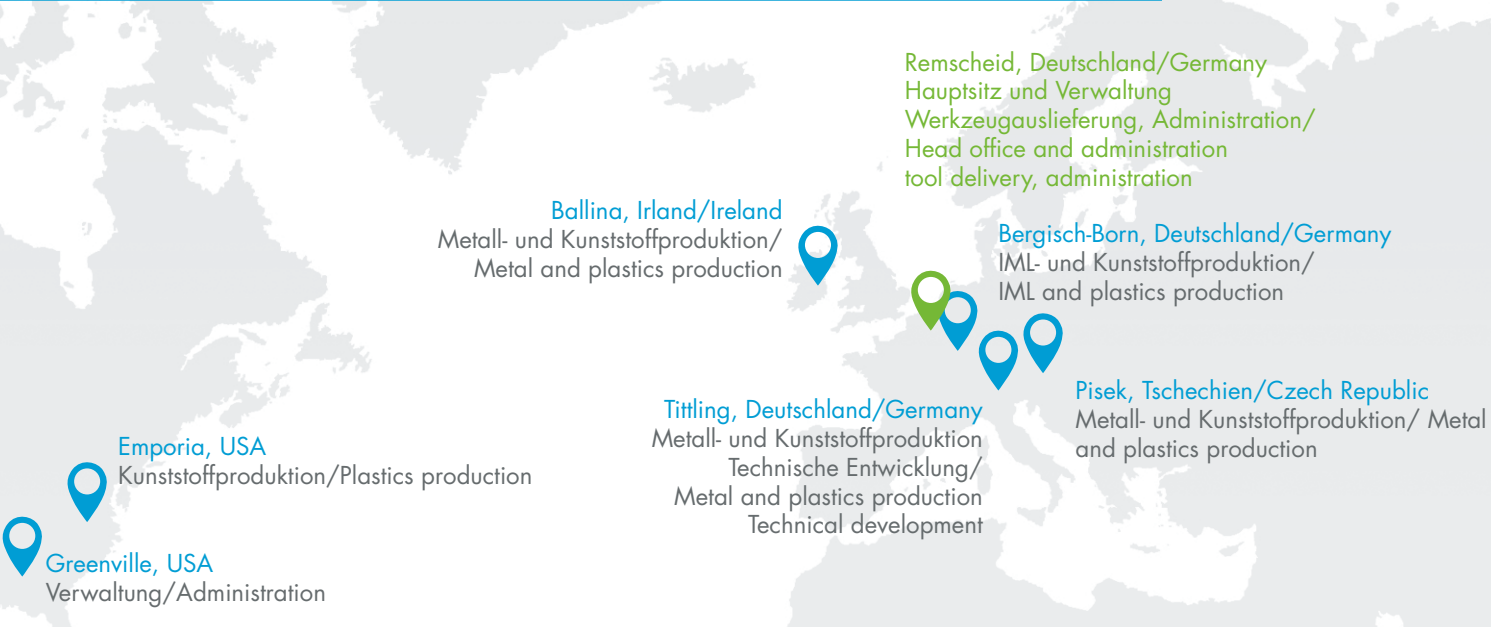 Remscheid, Deutschland/Germany
Hauptsitz und Verwaltung
Werkzeugauslieferung, Administration/
Head office and administration
tool delivery, administration
Ballina, Irland/Ireland
Metall- und Kunststoffproduktion/
Metal and plastics production
Bergisch-Born, Deutschland/Germany
IML- und Kunststoffproduktion/
IML and plastics production
Pisek, Tschechien/Czech Republic
Metall- und Kunststoffproduktion/ Metal
and plastics production
Tittling, Deutschland/Germany
Metall- und Kunststoffproduktion
Technische Entwicklung/
Metal and plastics production
Technical development
Emporia, USA
Kunststoffproduktion/Plastics production
Greenville, USA
Verwaltung/Administration